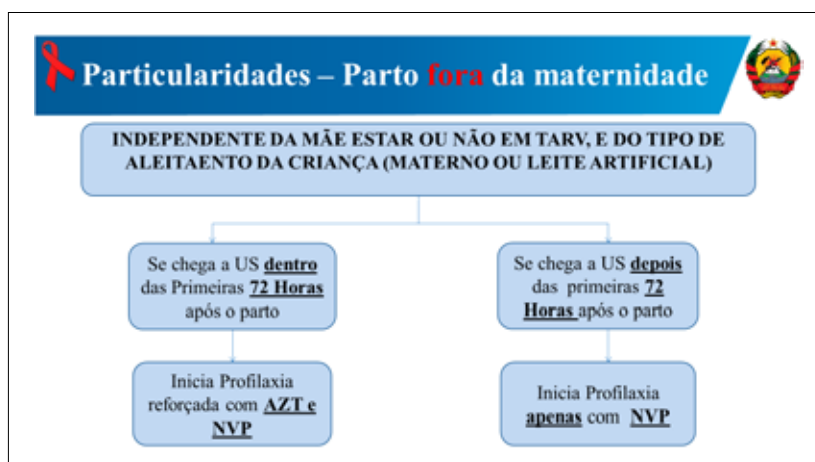 Particularidades – Parto fora da maternidade
INDEPENDENTE DA MÃE ESTAR OU NÃO EM TARV, E DO TIPO DE
ALEITAENTO DA CRIANÇA (MATERNO OU LEITE ARTIFICIAL)
Se chega a US dentro
das Primeiras 72 Horas
após o parto
Se chega a US depois
das primeiras 72
Horas após o parto
Inicia Profilaxia
reforçada com AZT e
NVP
Inicia Profilaxia
apenas com NVP